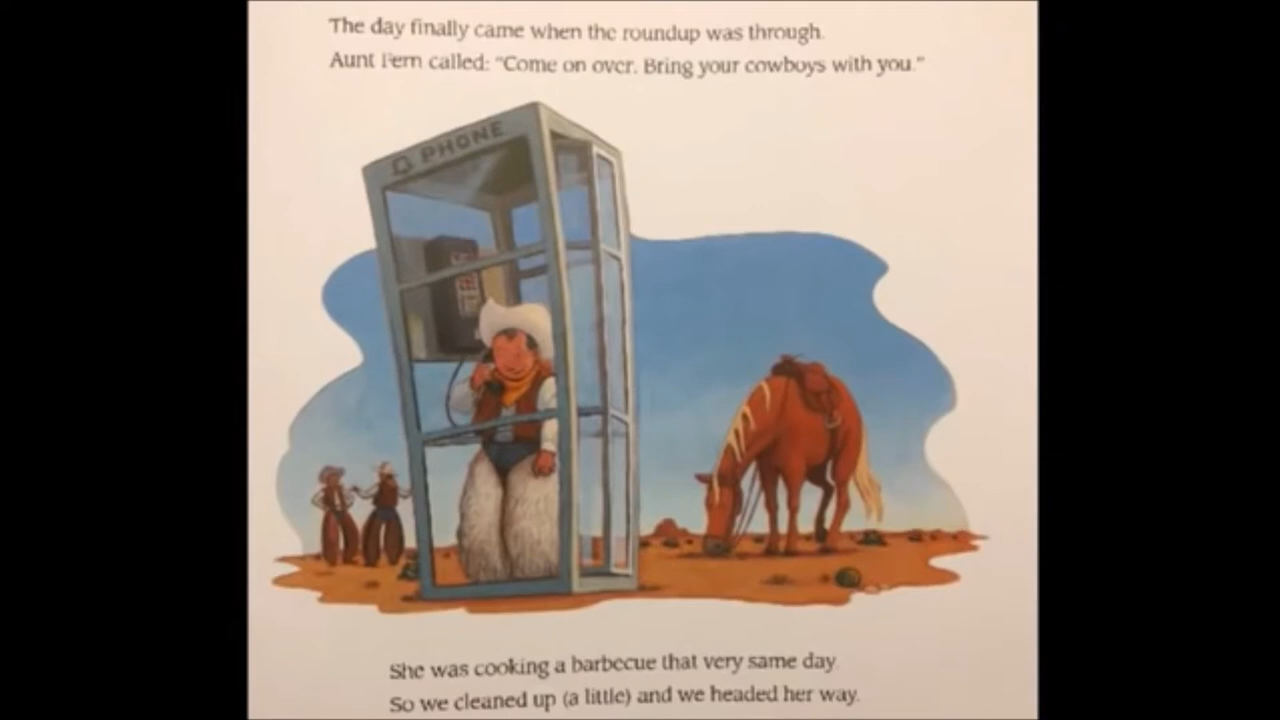 The day finally came when the roundup was through.
Aunt Fern called: "Come on over. Bring your cowboys with you."
PHONE
She was cooking a barbecue that very same day.
So we cleaned up (a little) and we headed her way.